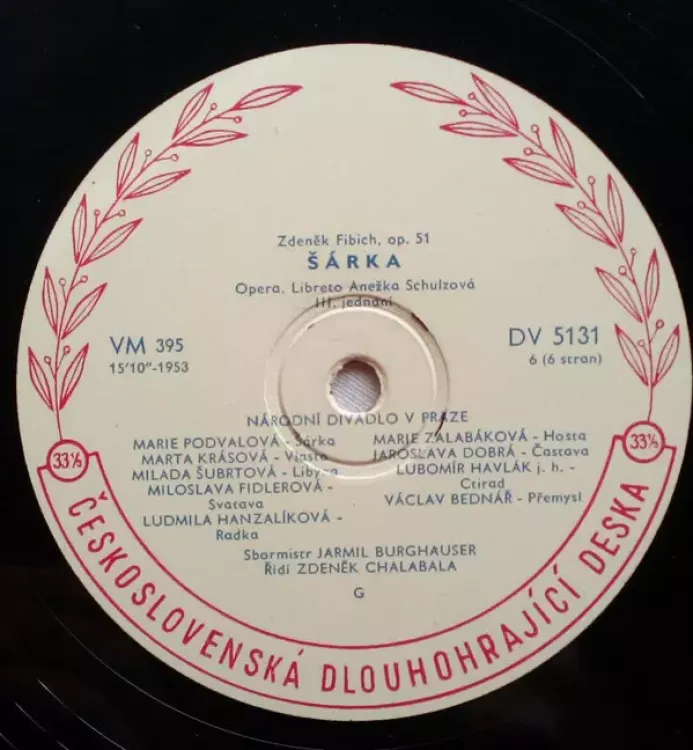 Zdeněk Fibich, op. 51
ŠÁRKA
Opera. Libreto Anežka Schulzová
III. jednání
VM 395
15'10"-1953
DV 5131
6 (6 stran)
NÁRODNÍ DIVADLO V PRAZE
MARIE PODVALOVÁ - Šárka
MARTA KRÁSOVÁ - Vlasta
MILADA ŠUBRTOVÁ - Libyna
MILOSLAVA FIDLEROVÁ -
Svatava
LUDMILA HANZALÍKOVÁ -
Radka
MARIE ZALABÁKOVÁ - Hosta
JAROSLAVA DOBRÁ - Častava
LUBOMÍR HAVLÁK j. h. -
Ctirad
VÁCLAV BEDNÁŘ - Přemysl
Sbormistr JARMIL BURGHAUSER
Řídí ZDENĚK CHALABALA
G
33⅓
33⅓
ČESKOSLOVENSKÁ DLOUHOHRAJÍCÍ DESKA